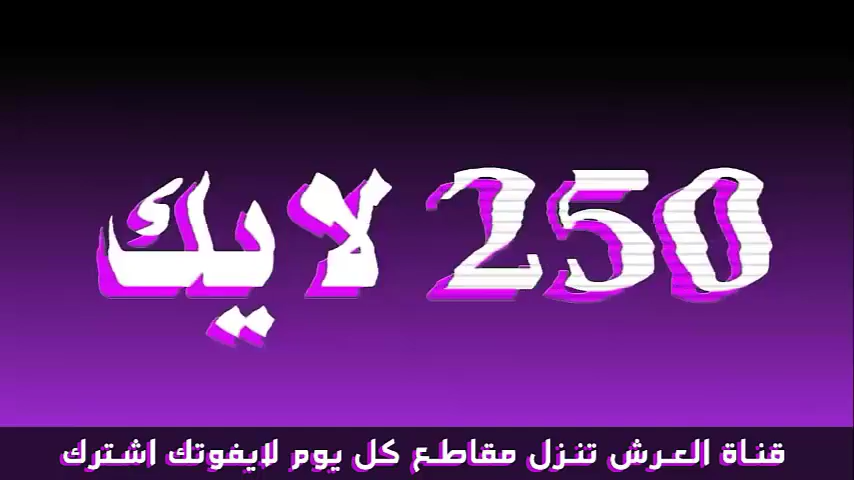 250 لايك
قناة العرش تنزل مقاطع كل يوم لايفوتك اشترك